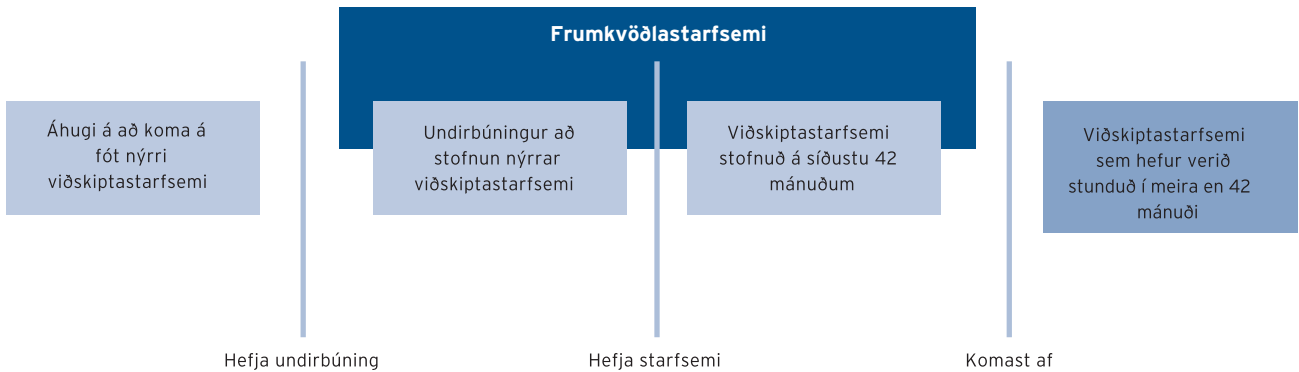 Frumkvöðlastarfsemi
Áhugi á að koma á
fót nýrri
viðskiptastarfsemi
Undirbúningur að
stofnun nýrrar
viðskiptastarfsemi
Viðskiptastarfsemi
stofnuð á síðustu 42
mánuðum
Viðskiptastarfsemi
sem hefur verið
stunduð í meira en 42
mánuði
Hefja undirbúning
Hefja starfsemi
Komast af